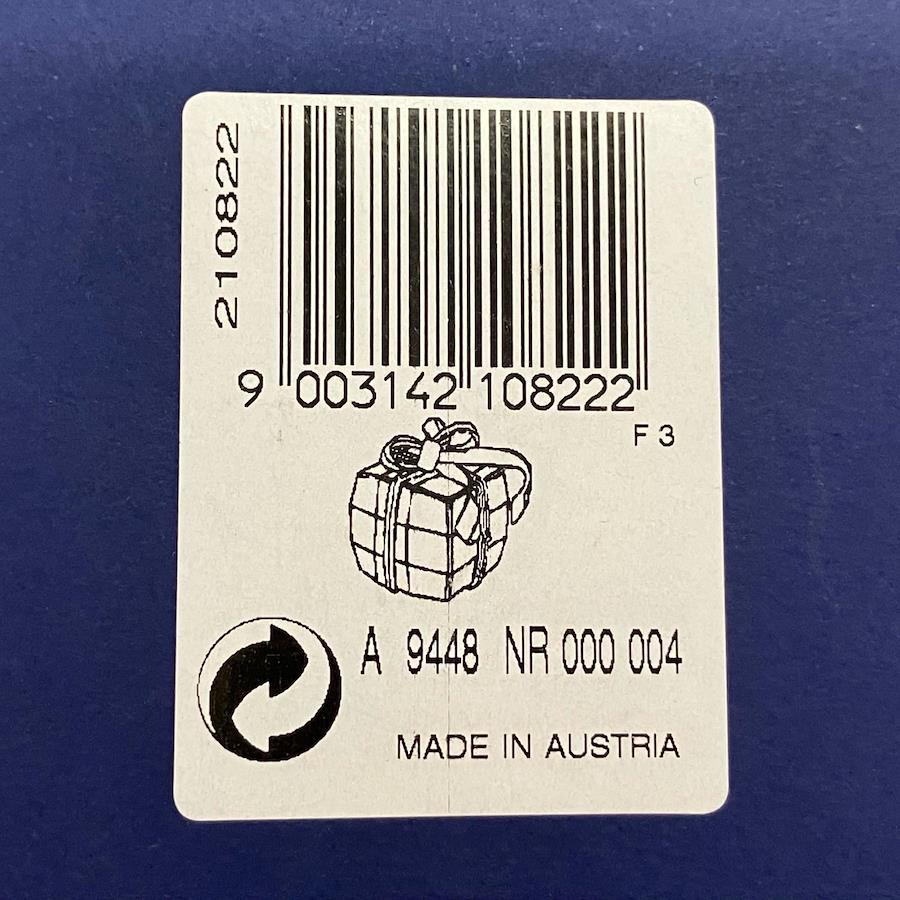 210822
9 003142 108222
F 3
A 9448 NR 000 004
MADE IN AUSTRIA